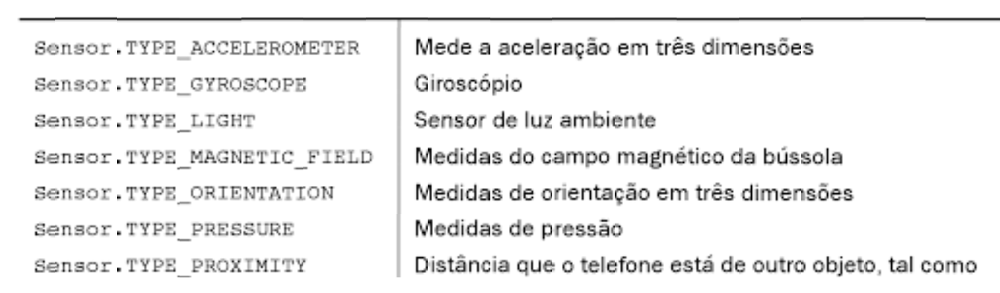 Sensor.TYPE_ACCELEROMETER Mede a aceleração em três dimensões
Sensor.TYPE_GYROSCOPE Giroscópio
Sensor.TYPE_LIGHT Sensor de luz ambiente
Sensor.TYPE_MAGNETIC_FIELD Medidas do campo magnético da bússola
Sensor.TYPE_ORIENTATION Medidas de orientação em três dimensões
Sensor.TYPE_PRESSURE Medidas de pressão
Sensor.TYPE_PROXIMITY Distância que o telefone está de outro objeto, tal como